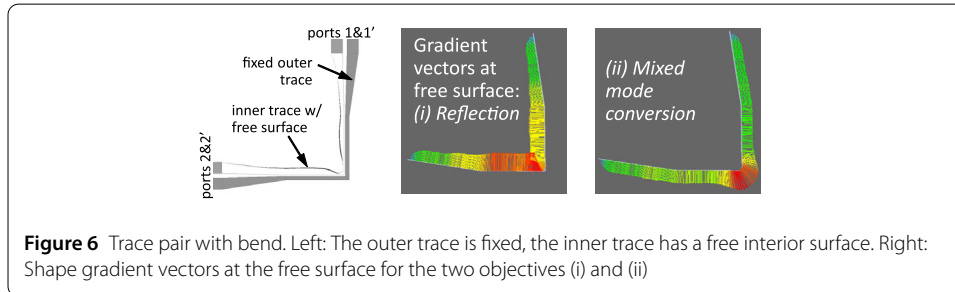 ports 1&1'
fixed outer
trace
inner trace w/
free surface
ports 2&2'
Gradient
vectors at
free surface:
(i) Reflection
(ii) Mixed
mode
conversion
Figure 6 Trace pair with bend. Left: The outer trace is fixed, the inner trace has a free interior surface. Right:
Shape gradient vectors at the free surface for the two objectives (i) and (ii)